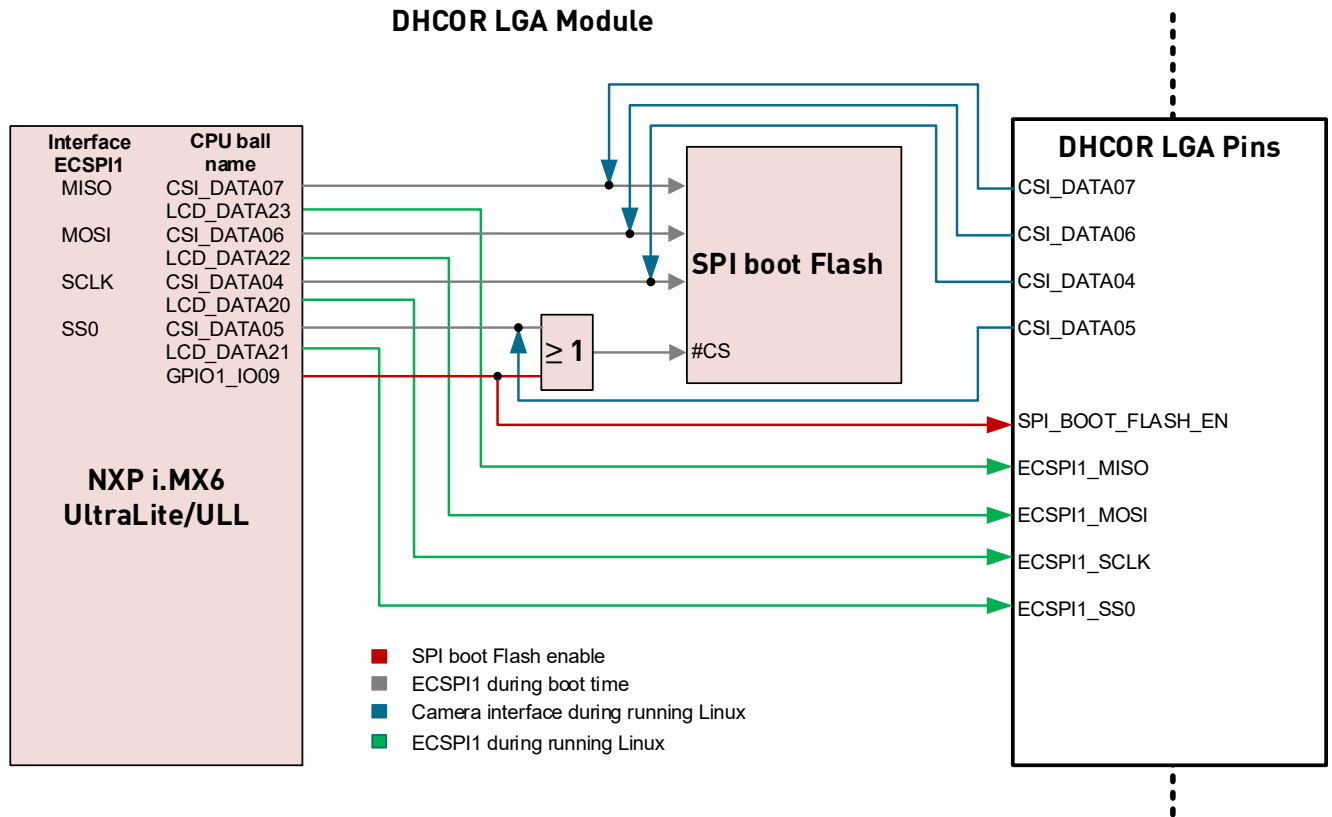 DHCOR LGA Module
Interface ECSPI1
CPU ball name
MISO CSI_DATA07
LCD_DATA23
MOSI CSI_DATA06
LCD_DATA22
SCLK CSI_DATA04
LCD_DATA20
SS0 CSI_DATA05
LCD_DATA21
GPIO1_IO09
NXP i.MX6
UltraLite/ULL
≥ 1
SPI boot Flash
#CS
DHCOR LGA Pins
CSI_DATA07
CSI_DATA06
CSI_DATA04
CSI_DATA05
SPI_BOOT_FLASH_EN
ECSPI1_MISO
ECSPI1_MOSI
ECSPI1_SCLK
ECSPI1_SS0
SPI boot Flash enable
ECSPI1 during boot time
Camera interface during running Linux
ECSPI1 during running Linux